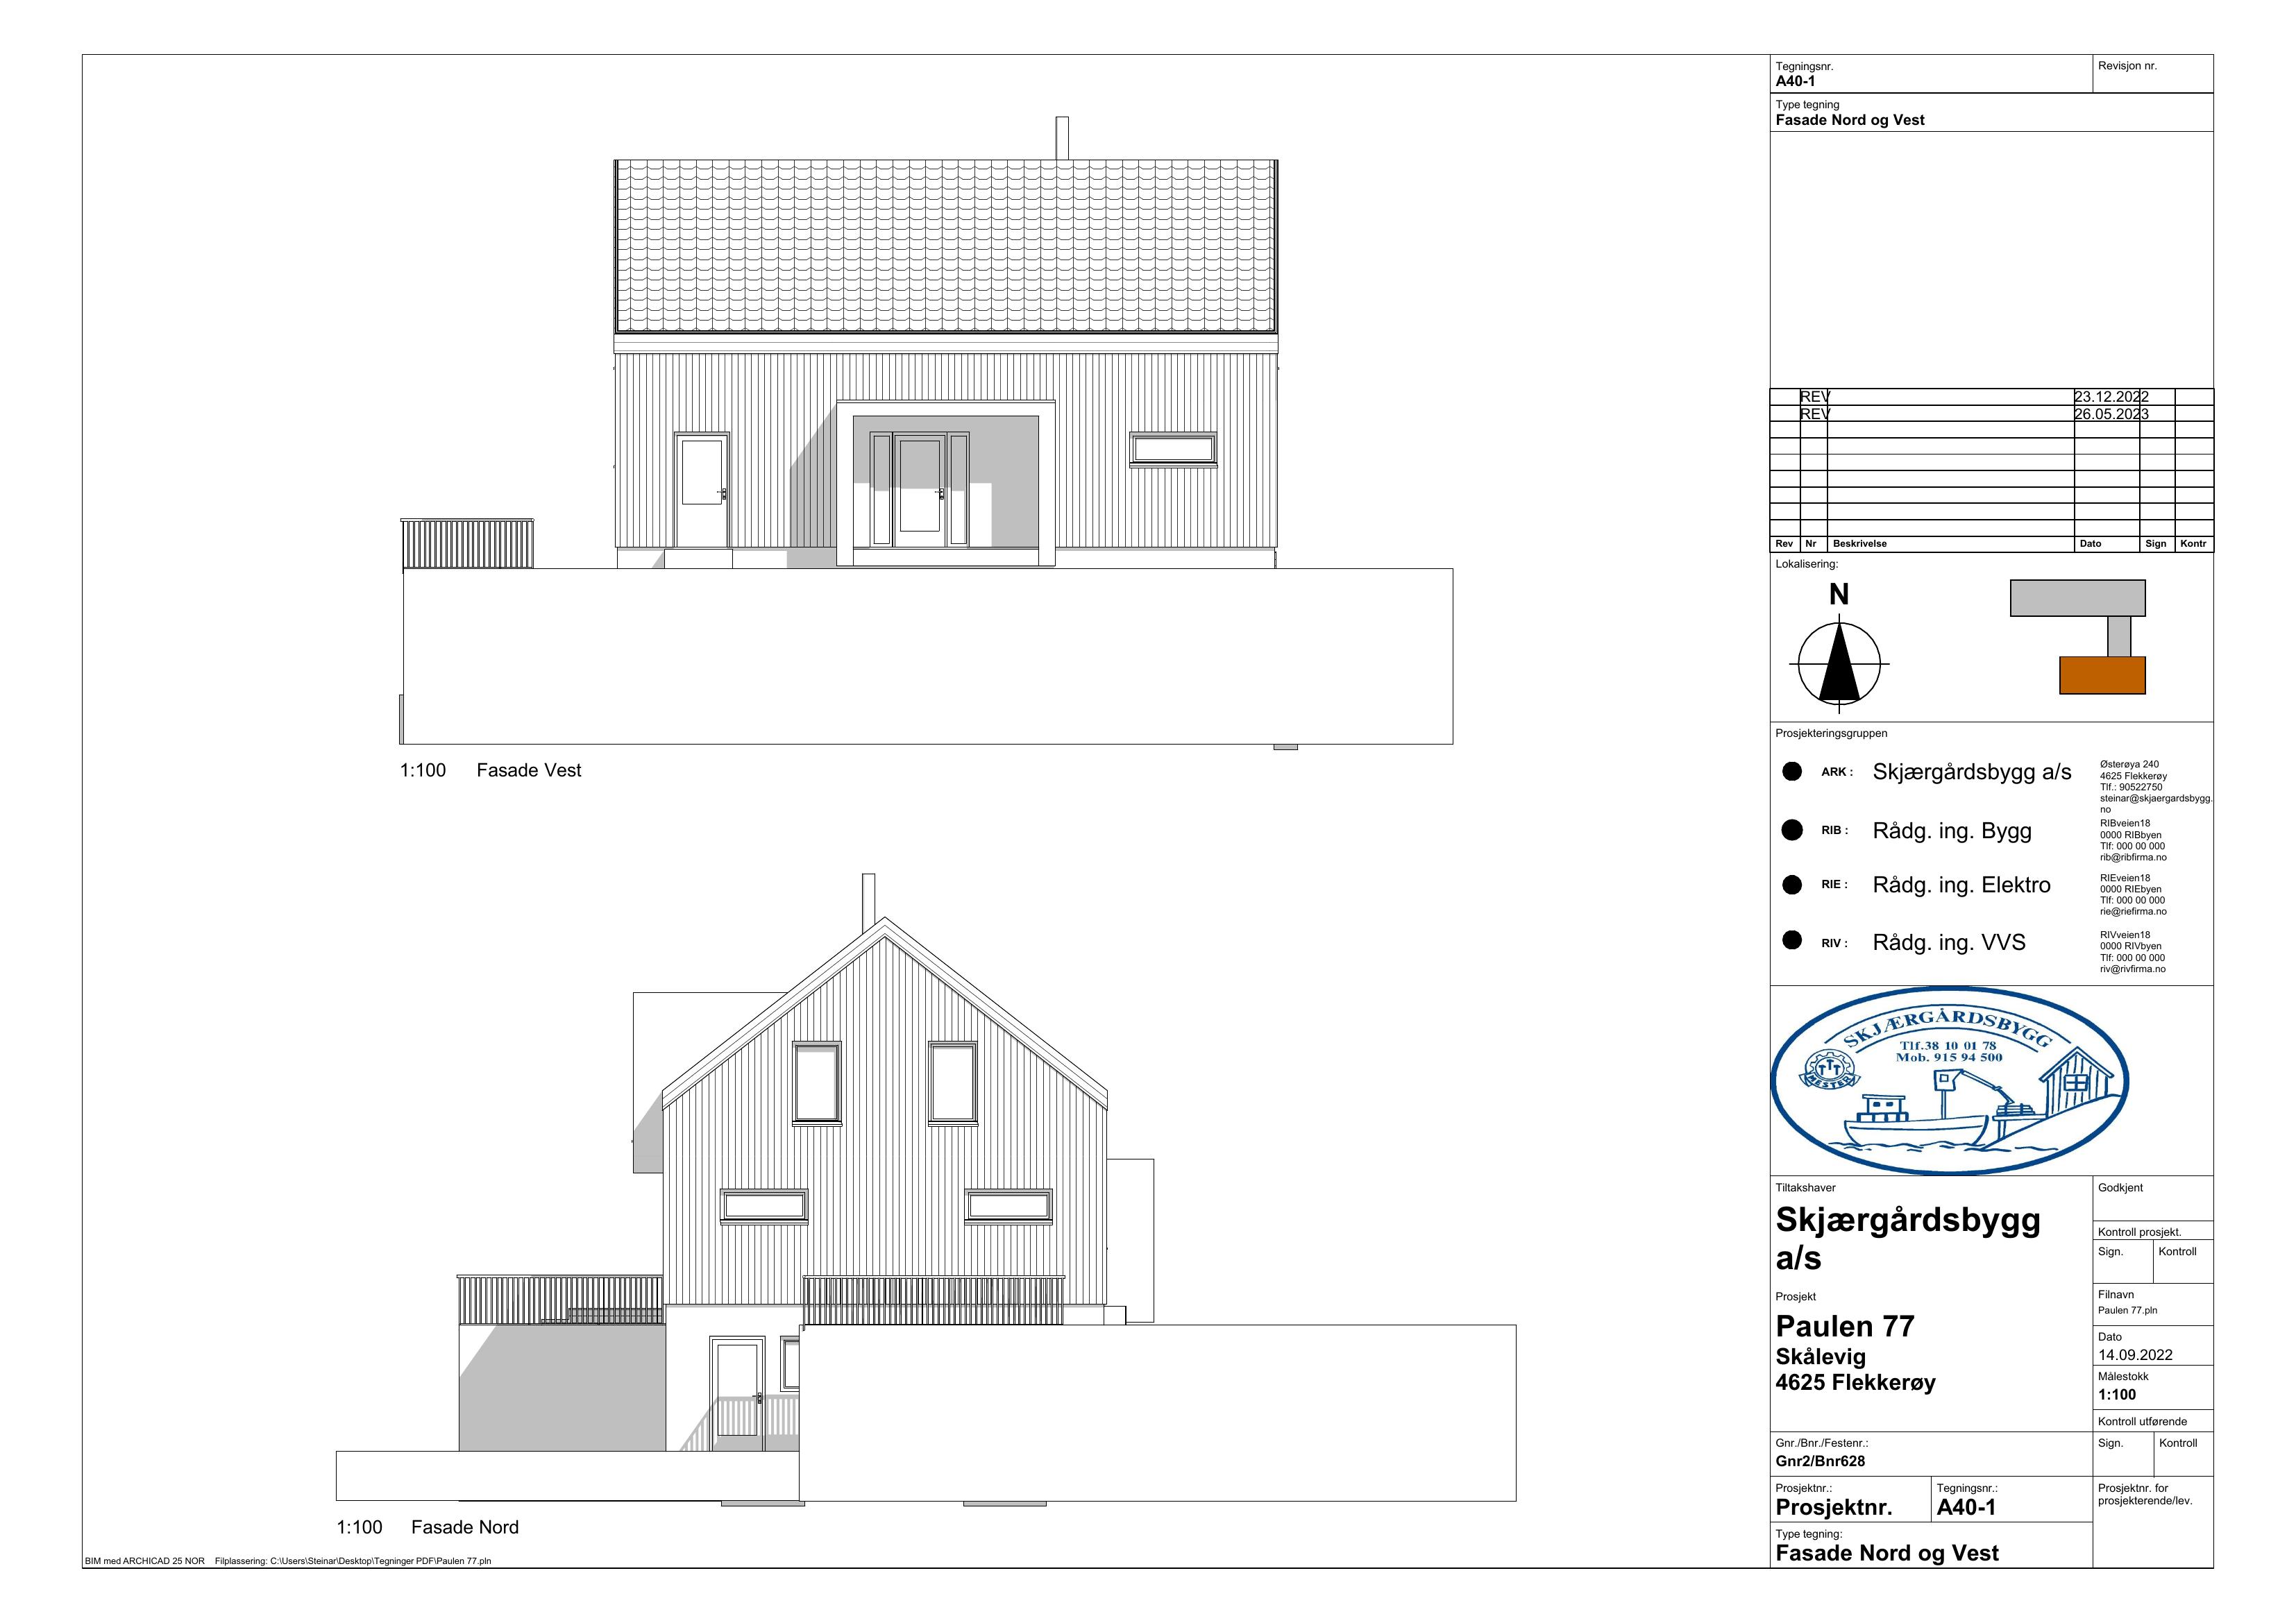 1:100 Fasade Vest
1:100 Fasade Nord
BIM med ARCHICAD 25 NOR Filplassering: C:\Users\Steinar\Desktop\Tegninger PDF\Paulen 77.pln
Tegningsnr.
A40-1
Revisjon nr.
Type tegning
Fasade Nord og Vest
REV 23.12.2022
REV 26.05.2023
Rev Nr Beskrivelse Dato Sign Kontr
Lokalisering:
N
Prosjekteringsgruppen
ARK : Skjærgårdsbygg a/s
Østerøya 240
4625 Flekkerøy
Tlf.: 90522750
steinar@skjaergardsbygg.
no
RIB : Rådg. ing. Bygg
RIBveien18
0000 RIBbyen
Tlf: 000 00 000
rib@ribfirma.no
RIE : Rådg. ing. Elektro
RIEveien18
0000 RIEbyen
Tlf: 000 00 000
rie@riefirma.no
RIV : Rådg. ing. VVS
RIVveien18
0000 RIVbyen
Tlf: 000 00 000
riv@rivfirma.no
SKJÆRGÅRDSBYGG
Tlf.38 10 01 78
Mob. 915 94 500
MESTER
Tiltakshaver
Skjærgårdsbygg
a/s
Godkjent
Kontroll prosjekt.
Sign. Kontroll
Prosjekt
Paulen 77
Skålevig
4625 Flekkerøy
Filnavn
Paulen 77.pln
Dato
14.09.2022
Målestokk
1:100
Kontroll utførende
Sign. Kontroll
Gnr./Bnr./Festenr.:
Gnr2/Bnr628
Prosjektnr.:
Prosjektnr.
Tegningsnr.:
A40-1
Prosjektnr. for
prosjekterende/lev.
Type tegning:
Fasade Nord og Vest